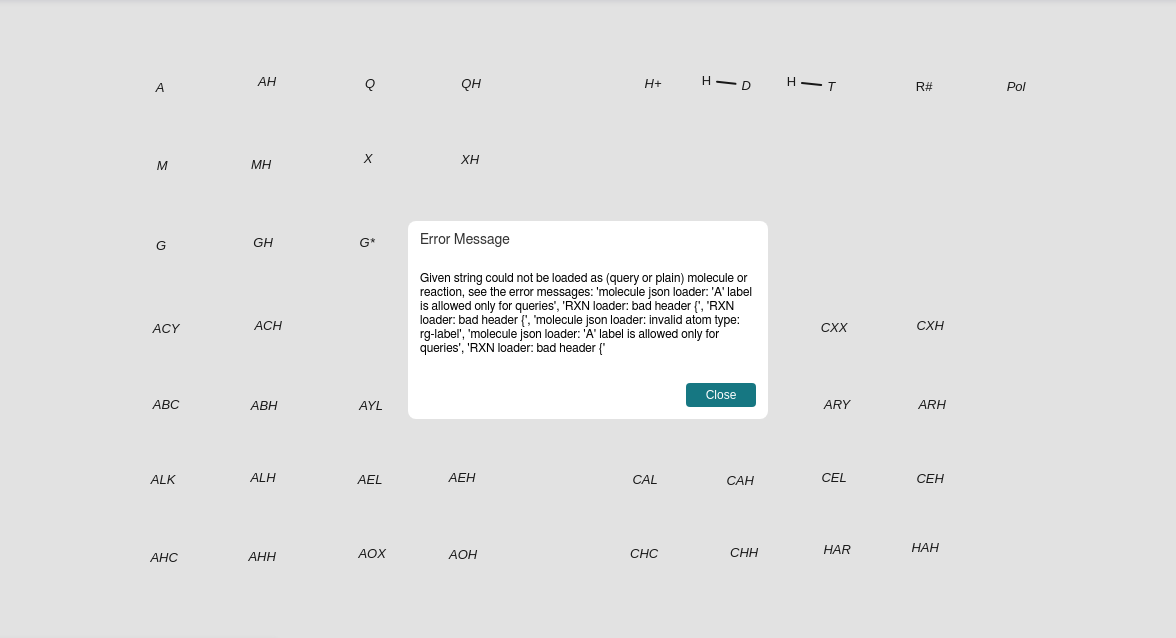 A AH Q QH H+ H D H T R# Pol
M MH X XH
G GH G*
Error Message
Given string could not be loaded as (query or plain) molecule or
reaction, see the error messages: 'molecule json loader: 'A' label
is allowed only for queries', 'RXN loader: bad header {', 'RXN
loader: bad header {', 'molecule json loader: invalid atom type:
rg-label', 'molecule json loader: 'A' label is allowed only for
queries', 'RXN loader: bad header {'
Close
ACY ACH CXX CXH
ABC ABH AYL ARY ARH
ALK ALH AEL AEH CAL CAH CEL CEH
AHC AHH AOX AOH CHC CHH HAR HAH